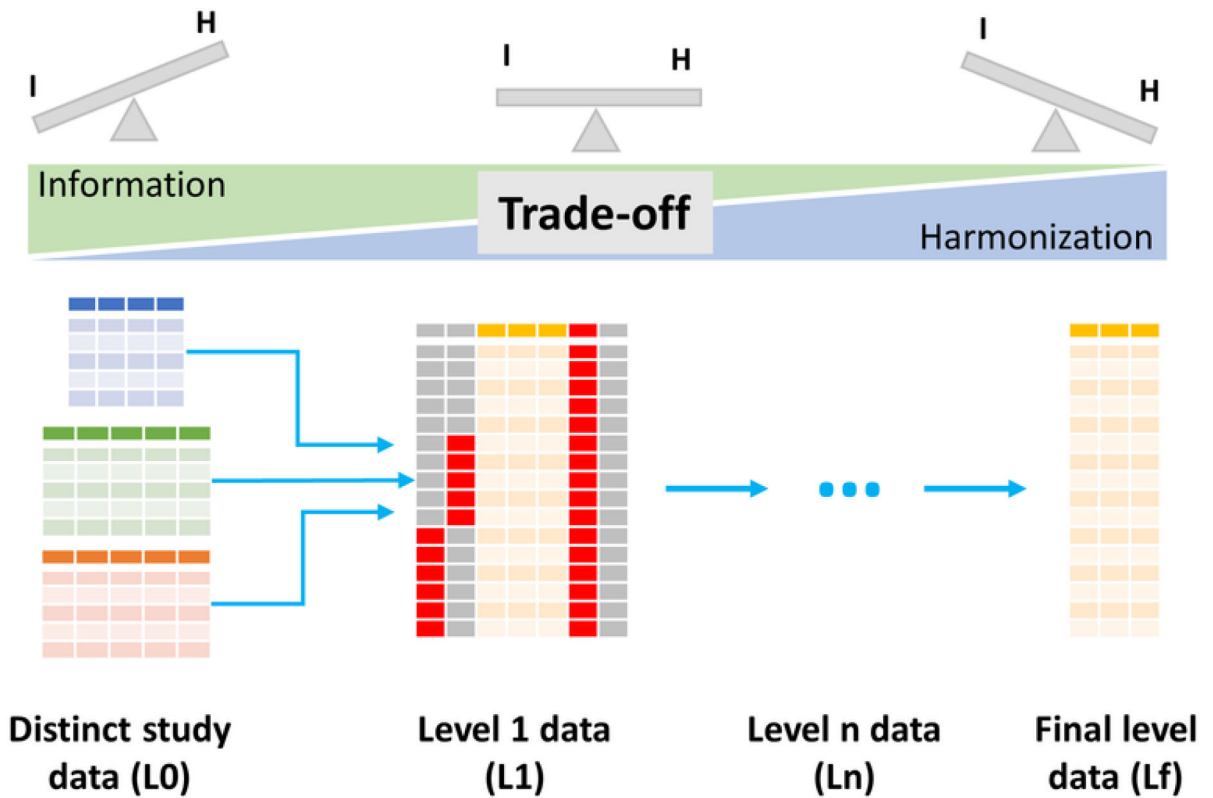 I
H
I
H
I
H
Information
Trade-off
Harmonization
Distinct study
data (L0)
Level 1 data
(L1)
Level n data
(Ln)
Final level
data (Lf)